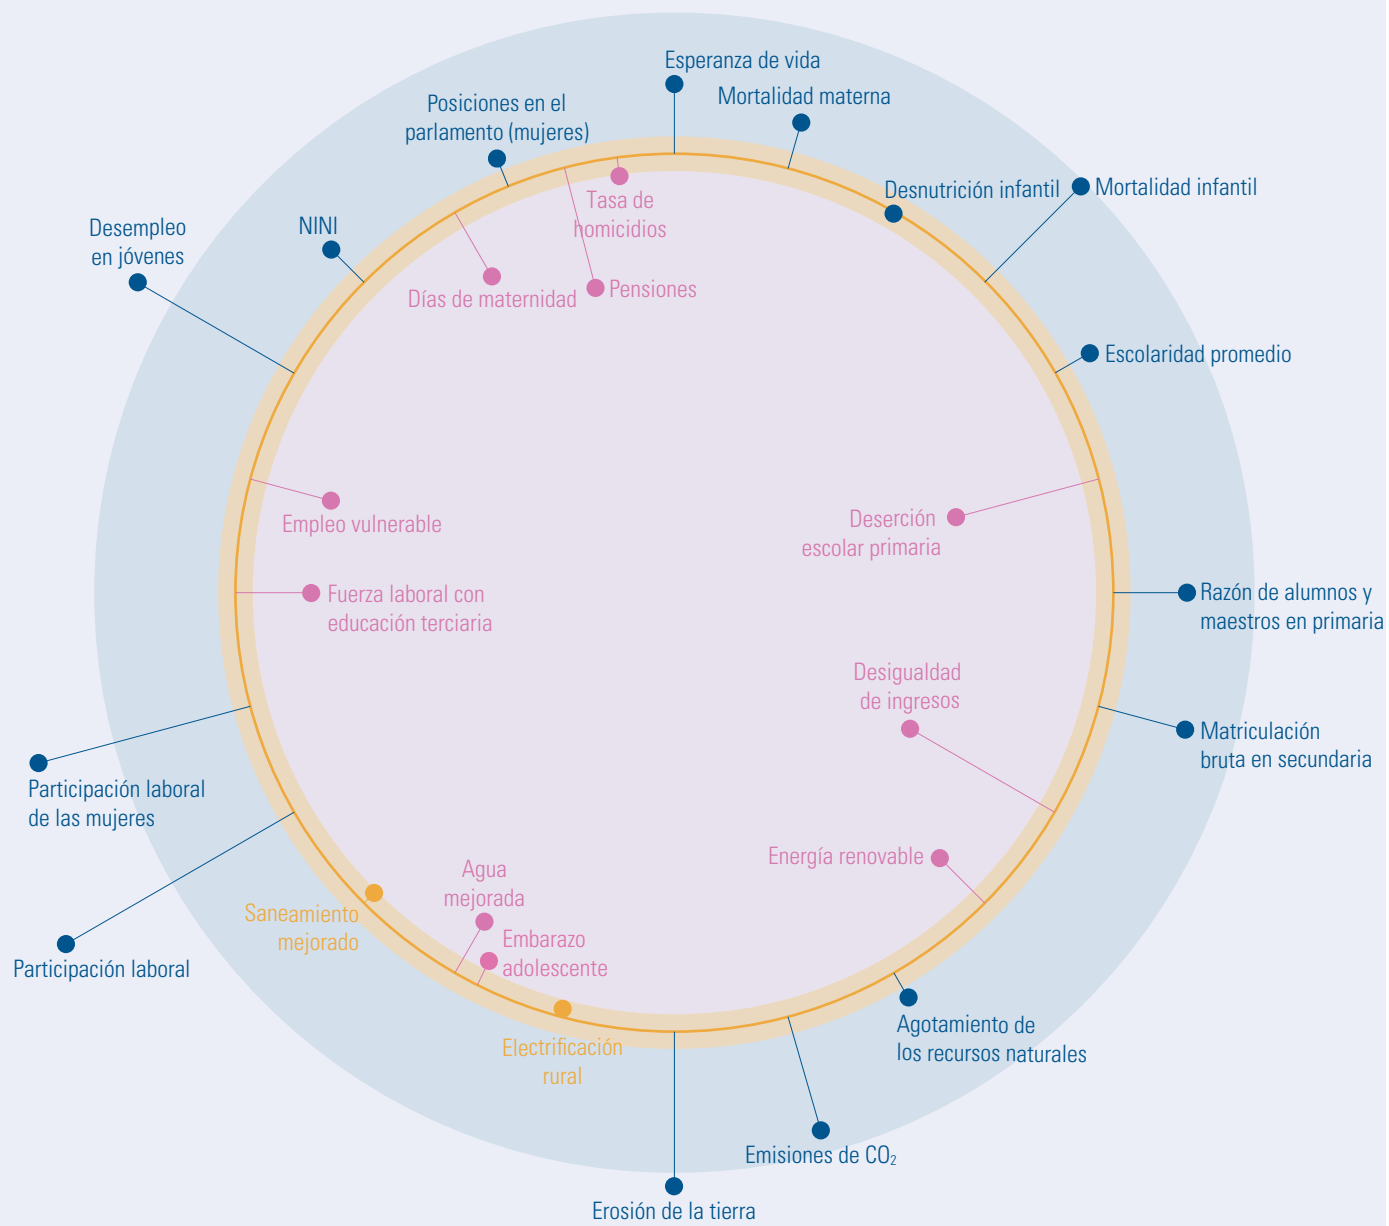 Esperanza de vida
Mortalidad materna
Posiciones en el
parlamento (mujeres)
Desnutrición infantil
Mortalidad infantil
Tasa de
homicidios
NINI
Desempleo
en jóvenes
Días de maternidad
Pensiones
Escolaridad promedio
Empleo vulnerable
Deserción
escolar primaria
Fuerza laboral con
educación terciaria
Razón de alumnos y
maestros en primaria
Desigualdad
de ingresos
Matriculación
bruta en secundaria
Participación laboral
de las mujeres
Energía renovable
Agua
mejorada
Saneamiento
mejorado
Embarazo
adolescente
Participación laboral
Agotamiento de
los recursos naturales
Electrificación
rural
Emisiones de CO₂
Erosión de la tierra